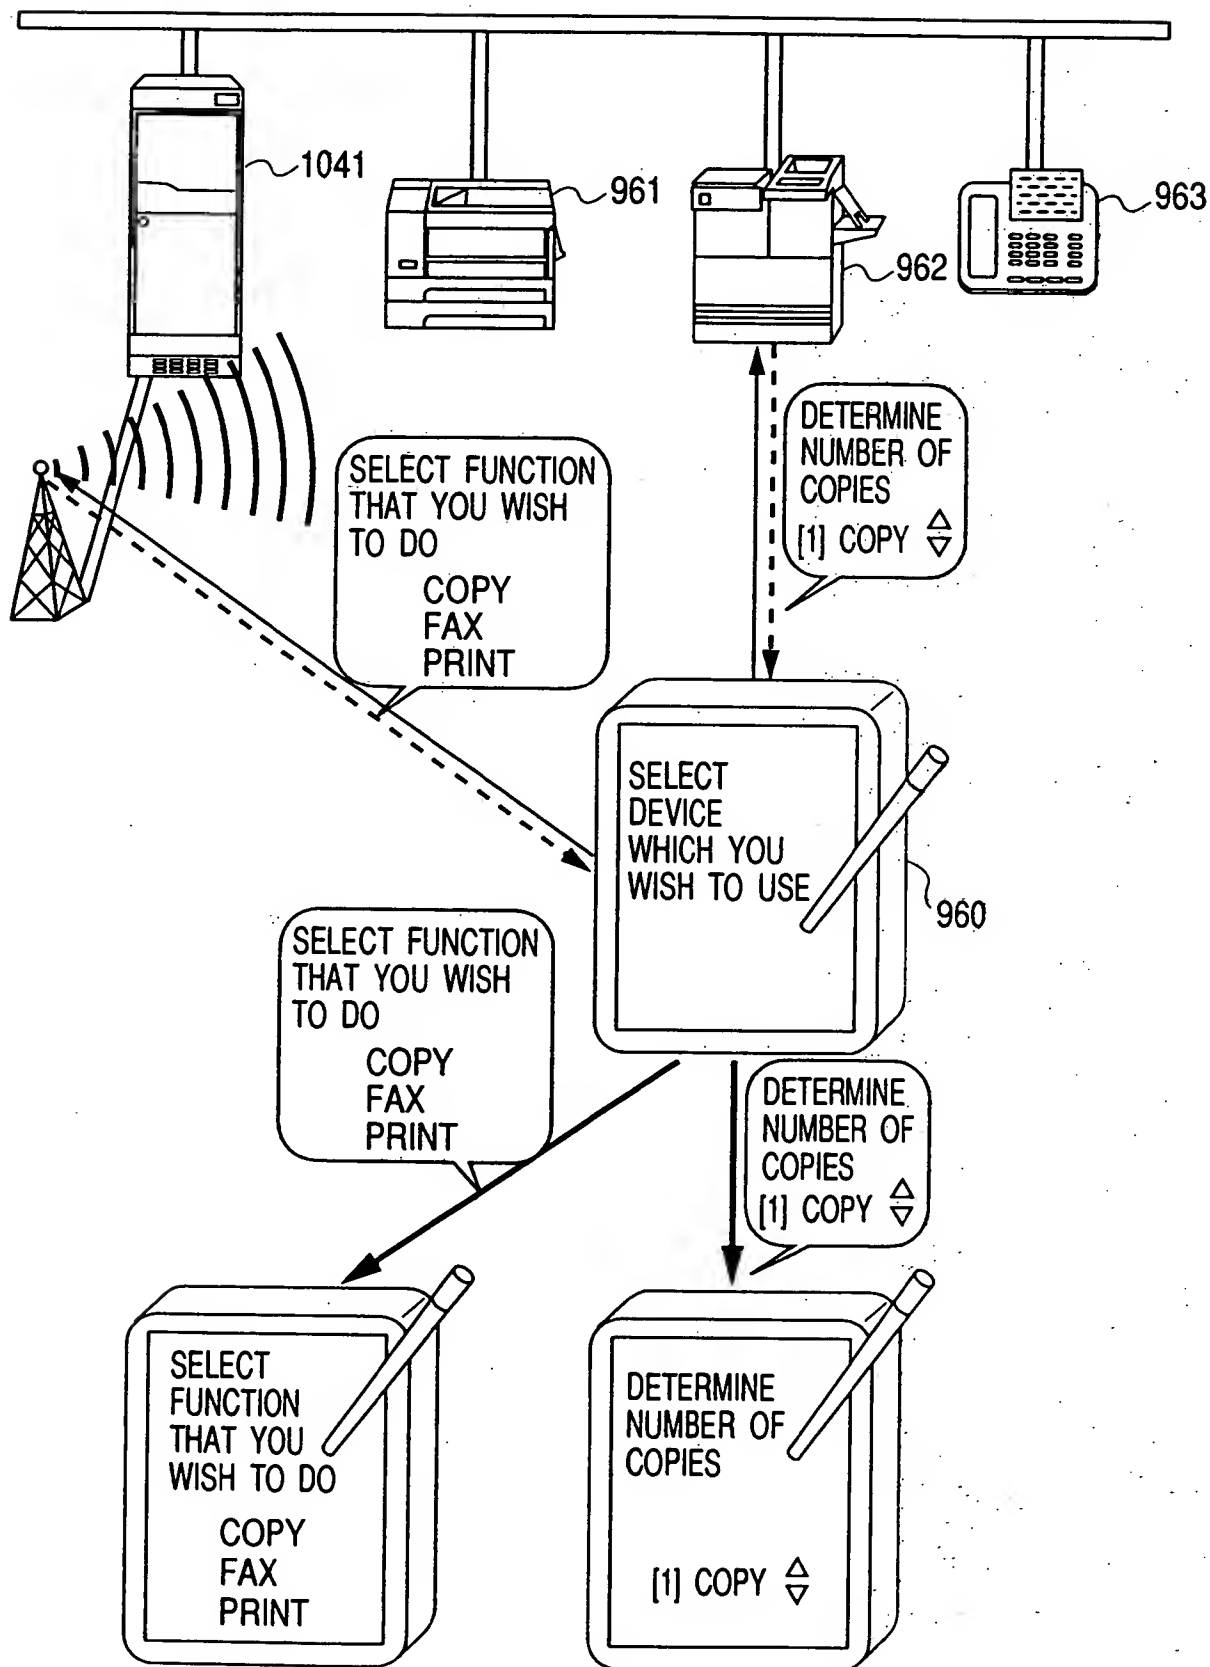 1041
961
962
963
DETERMINE
NUMBER OF
COPIES
[1] COPY △
▽
SELECT FUNCTION
THAT YOU WISH
TO DO
COPY
FAX
PRINT
SELECT
DEVICE
WHICH YOU
WISH TO USE
960
SELECT FUNCTION
THAT YOU WISH
TO DO
COPY
FAX
PRINT
DETERMINE
NUMBER OF
COPIES
[1] COPY △
▽
SELECT
FUNCTION
THAT YOU
WISH TO DO
COPY
FAX
PRINT
DETERMINE
NUMBER OF
COPIES
[1] COPY △
▽